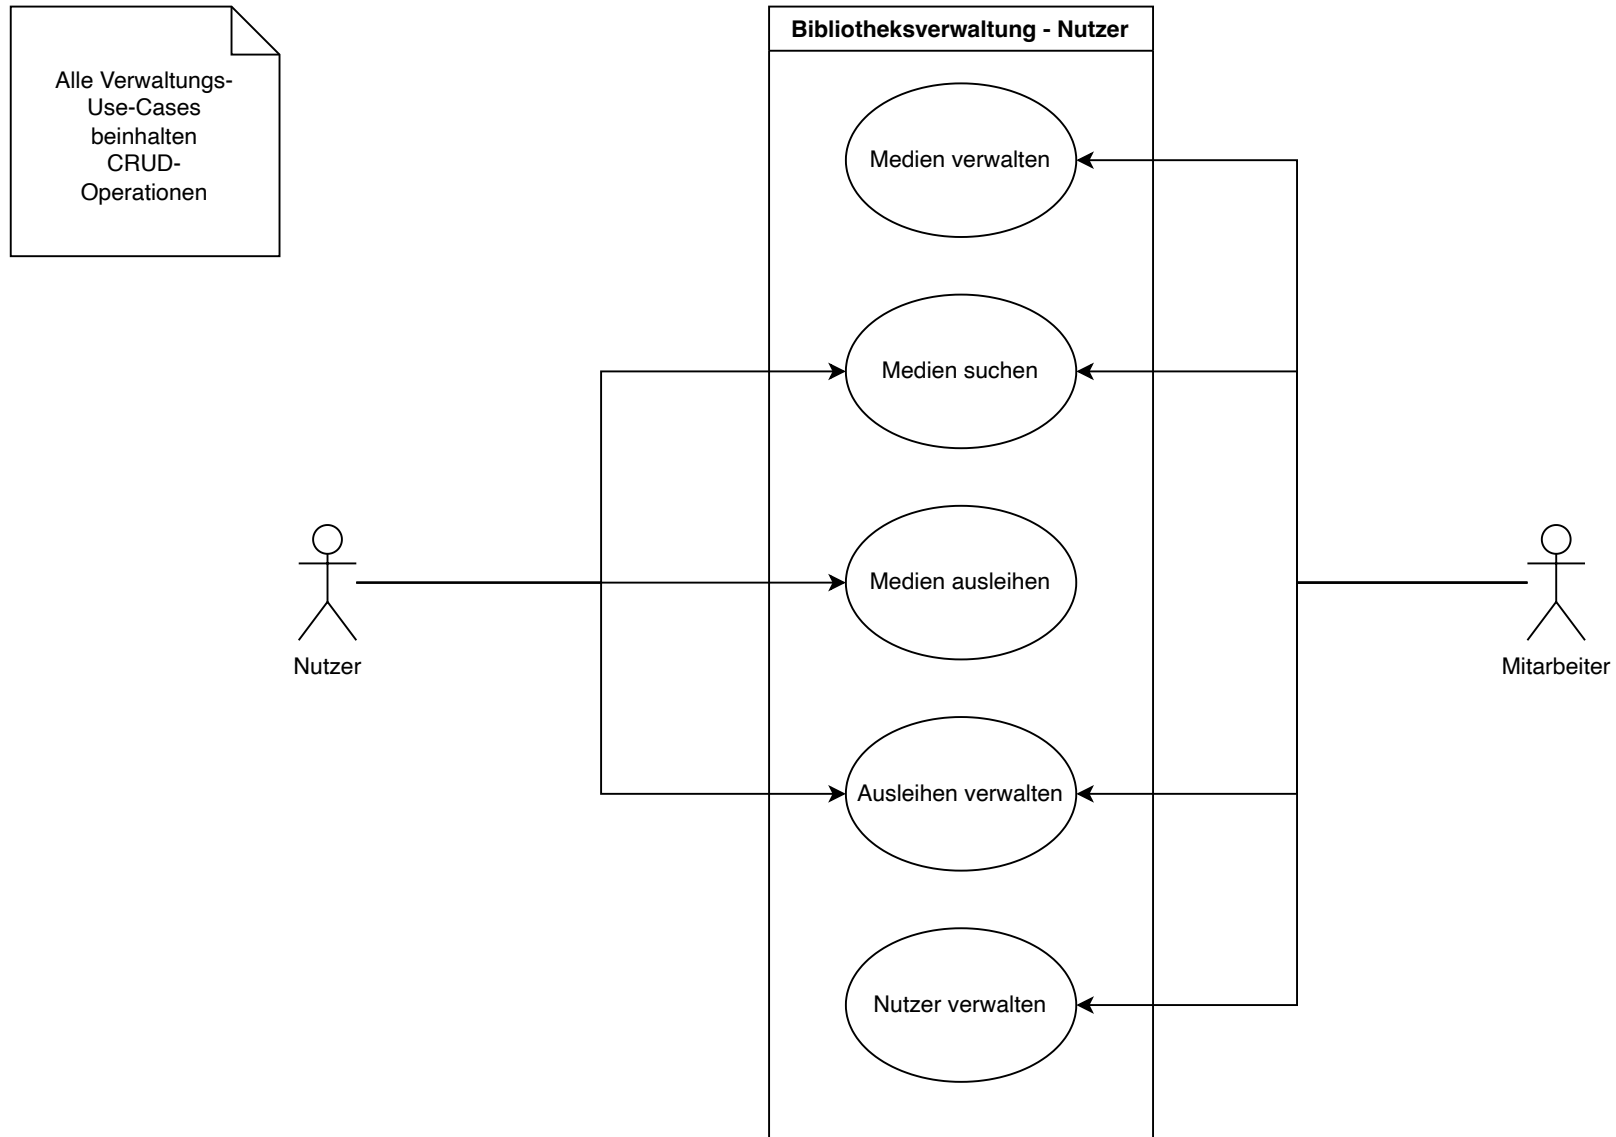 Alle Verwaltungs-
Use-Cases
beinhalten
CRUD-
Operationen
Bibliotheksverwaltung - Nutzer
Medien verwalten
Medien suchen
Medien ausleihen
Ausleihen verwalten
Nutzer verwalten
Nutzer
Mitarbeiter